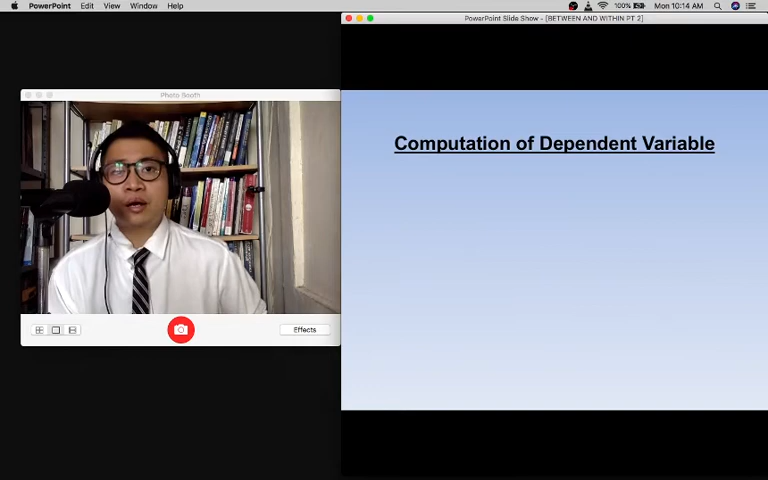 PowerPoint Edit View Window Help
100% Mon 10:14 AM
PowerPoint Slide Show - [BETWEEN AND WITHIN PT 2]
Photo Booth
Computation of Dependent Variable
Effects